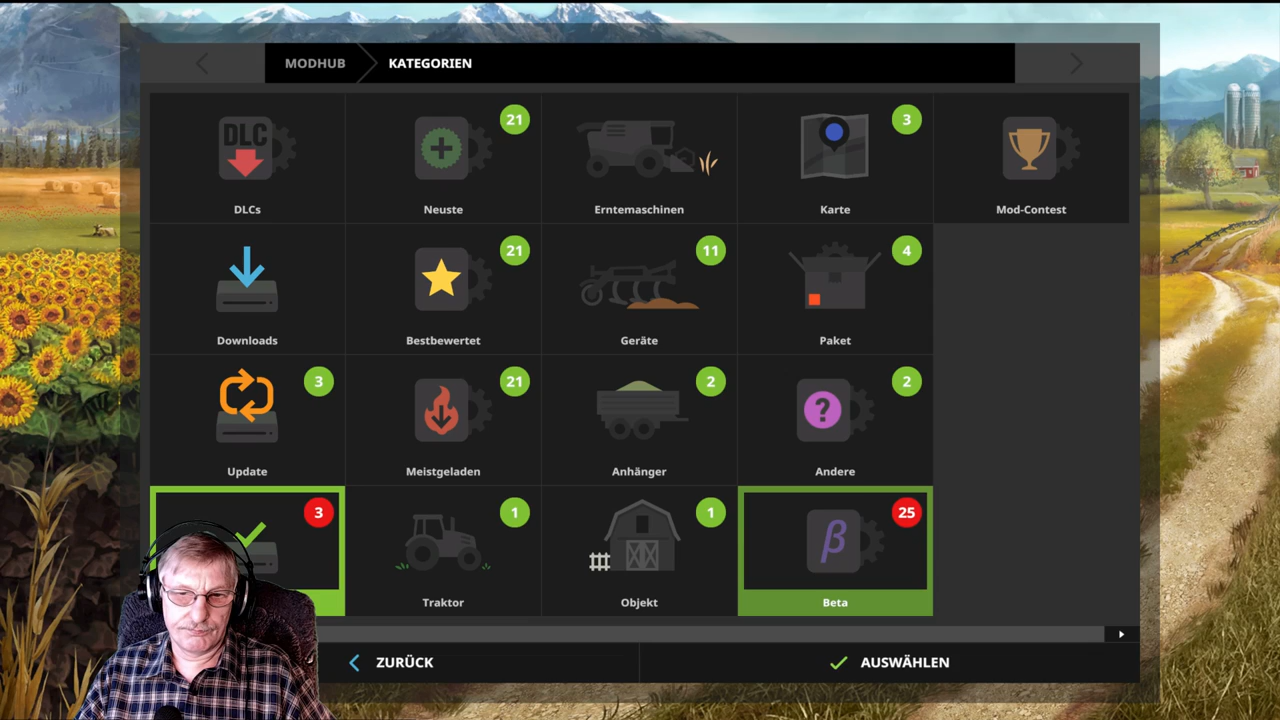 MODHUB
KATEGORIEN
DLC
21
3
DLCs
Neuste
Erntemaschinen
Karte
Mod-Contest
21
11
4
Downloads
Bestbewertet
Geräte
Paket
3
21
2
2
?
Update
Meistgeladen
Anhänger
Andere
3
1
1
25
β
Traktor
Objekt
Beta
ZURÜCK
AUSWÄHLEN